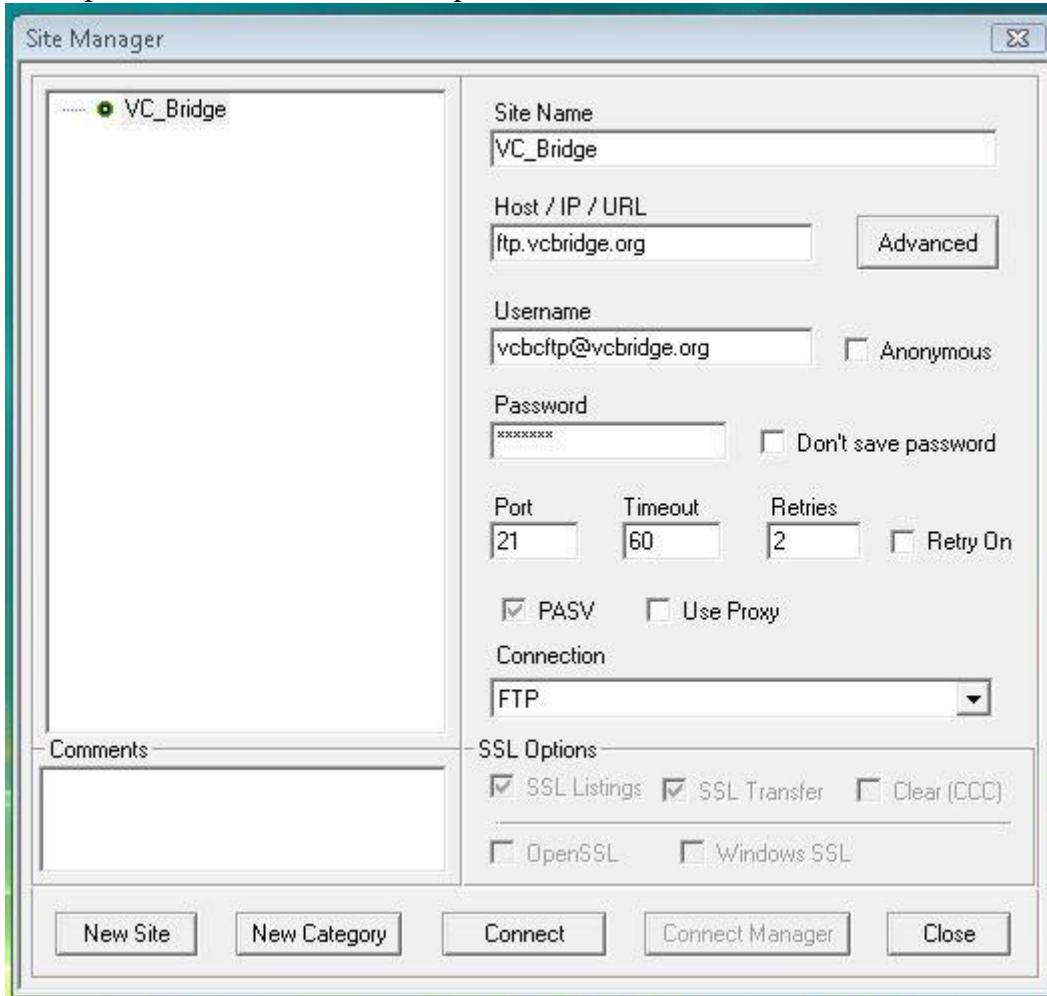 Site Manager
VC_Bridge
Site Name
VC_Bridge
Host / IP / URL
ftp.vcbridge.org
Advanced
Username
vcbcftp@vcbridge.org
Anonymous
Password
×××××××
Don't save password
Port Timeout Retries
21 60 2 Retry On
PASV Use Proxy
Connection
FTP
Comments
SSL Options
SSL Listings SSL Transfer Clear (CCC)
OpenSSL Windows SSL
New Site New Category Connect Connect Manager Close